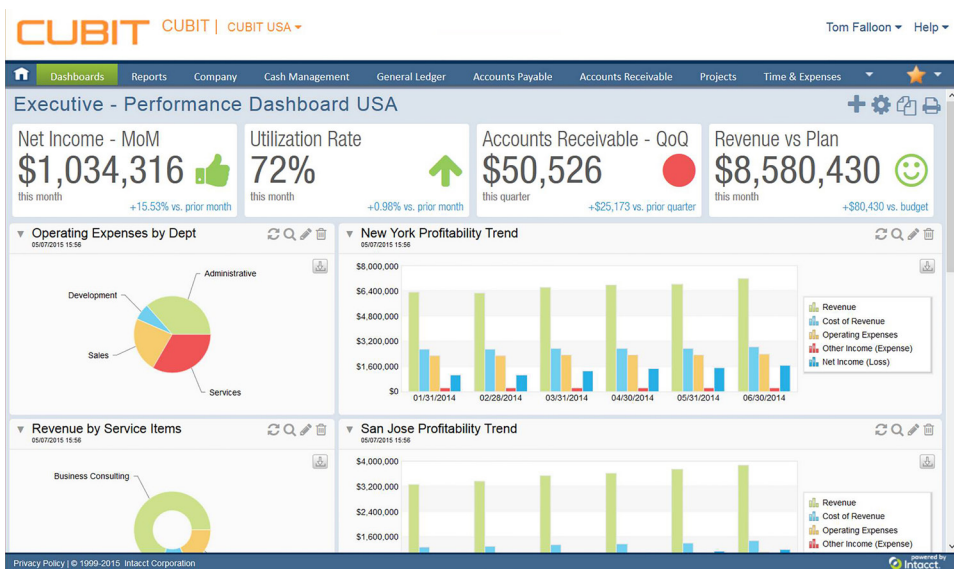 CUBIT CUBIT | CUBIT USA
Tom Falloon Help
Dashboards Reports Company Cash Management General Ledger Accounts Payable Accounts Receivable Projects Time & Expenses
Executive - Performance Dashboard USA
Net Income - MoM
$1,034,316
this month
+15.53% vs. prior month
Utilization Rate
72%
this month
+0.98% vs. prior month
Accounts Receivable - QoQ
$50,526
this quarter
+$25,173 vs. prior quarter
Revenue vs Plan
$8,580,430
this month
+$80,430 vs. budget
Operating Expenses by Dept
05/07/2015 15:56
Administrative
Development
Sales
Services
New York Profitability Trend
05/07/2015 15:56
$8,000,000
$6,400,000
$4,800,000
$3,200,000
$1,600,000
$0
01/31/2014 02/28/2014 03/31/2014 04/30/2014 05/31/2014 06/30/2014
Revenue
Cost of Revenue
Operating Expenses
Other Income (Expense)
Net Income (Loss)
Revenue by Service Items
05/07/2015 15:56
Business Consulting
San Jose Profitability Trend
05/07/2015 15:56
$4,000,000
$3,200,000
$2,400,000
$1,600,000
Revenue
Cost of Revenue
Operating Expenses
Other Income (Expense)
Privacy Policy | © 1999-2015 Intacct Corporation
powered by
Intacct.